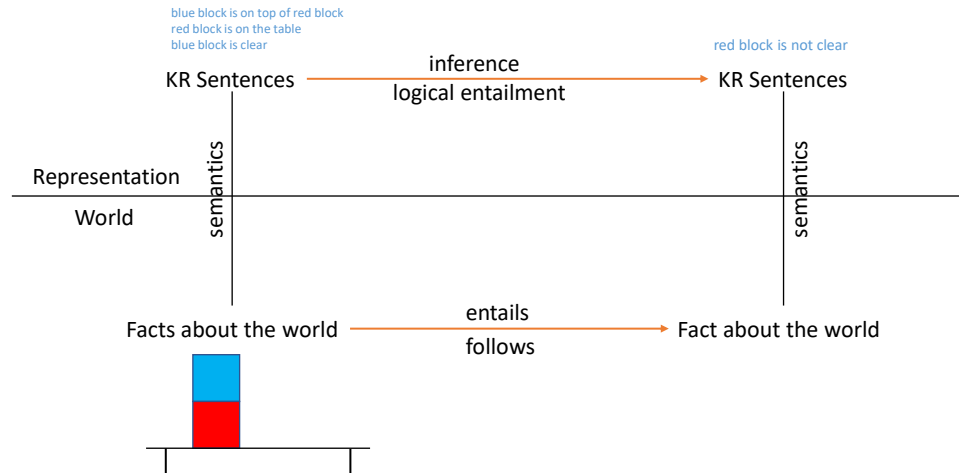 blue block is on top of red block
red block is on the table
blue block is clear
red block is not clear
KR Sentences
inference
logical entailment
KR Sentences
semantics
semantics
Representation
World
Facts about the world
entails
follows
Fact about the world